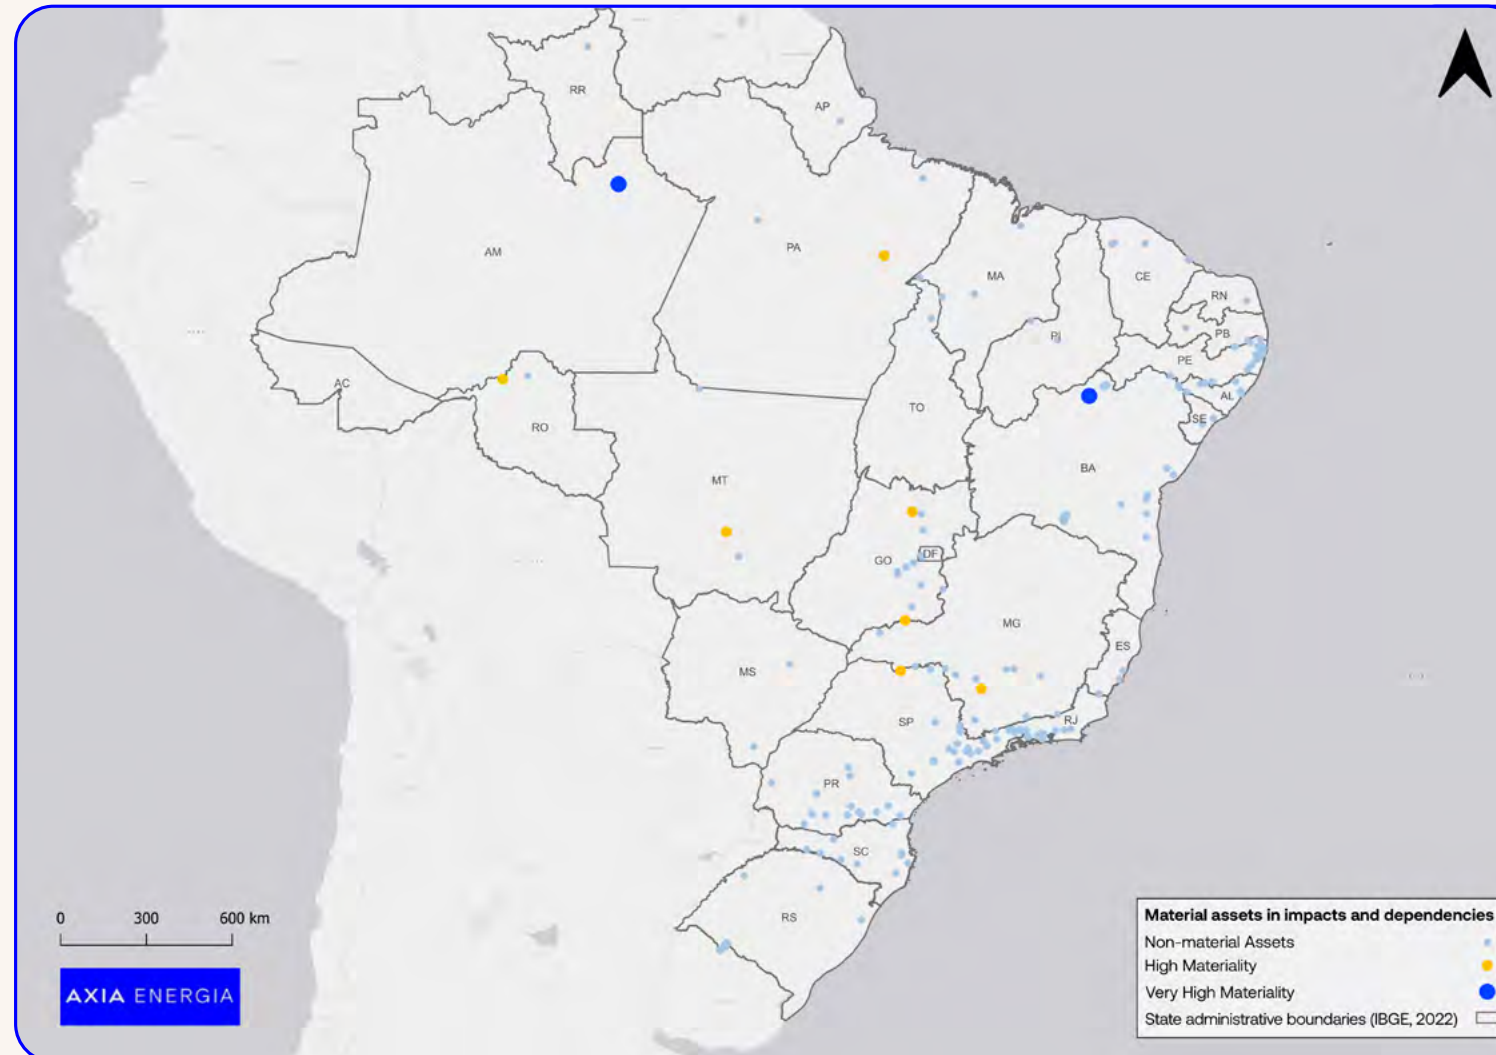 RR
AP
AM
PA
MA
CE
RN
PB
PI
PE
AC
AL
TO
SE
RO
BA
MT
DF
GO
MG
ES
MS
SP
RJ
PR
SC
RS
0 300 600 km
AXIA ENERGIA
Material assets in impacts and dependencies
Non-material Assets
High Materiality
Very High Materiality
State administrative boundaries (IBGE, 2022)